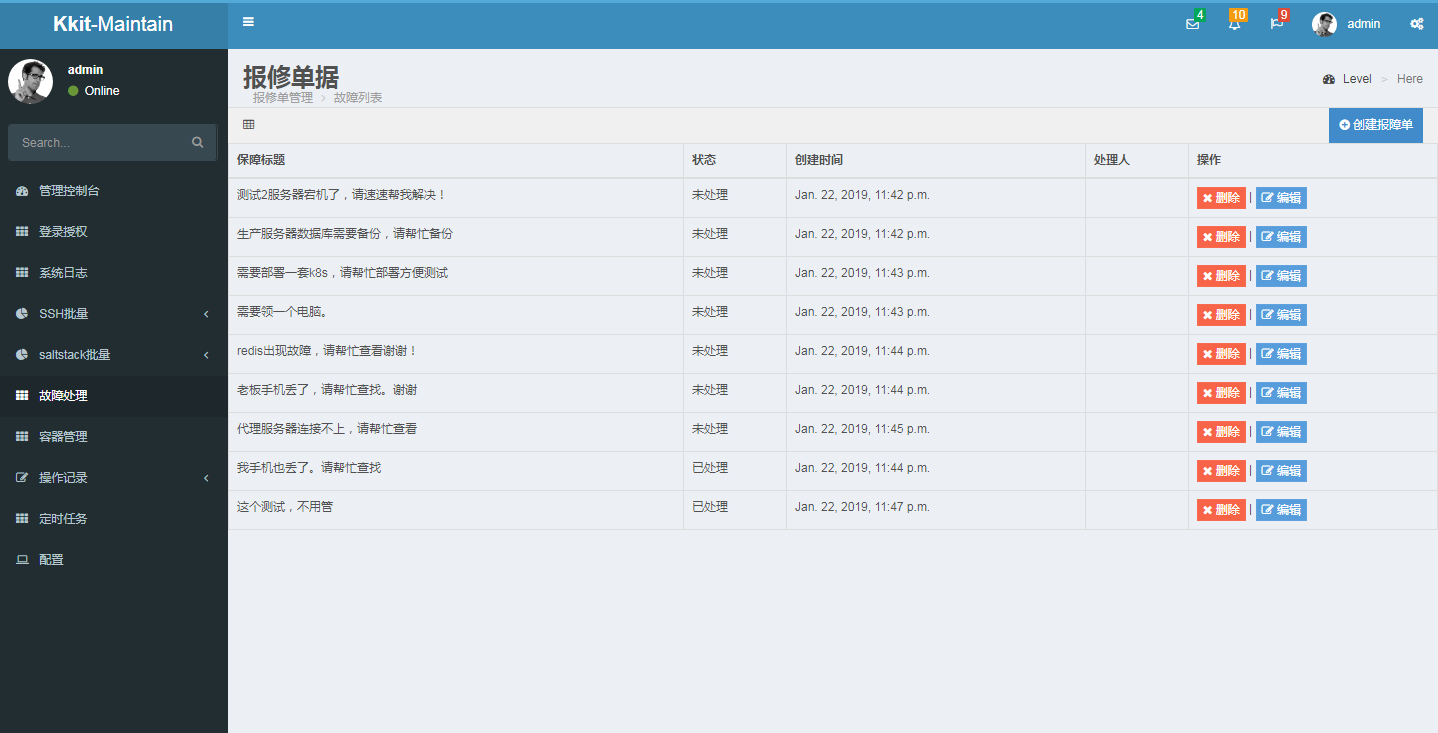 Kkit-Maintain
4
10
9
admin
admin
Online
Search...
管理控制台
登录授权
系统日志
SSH批量
saltstack批量
故障处理
容器管理
操作记录
定时任务
配置
报修单据
报修单管理 > 故障列表
Level > Here
创建报障单
保障标题 状态 创建时间 处理人 操作
测试2服务器宕机了，请速速帮我解决！ 未处理 Jan. 22, 2019, 11:42 p.m. 删除 | 编辑
生产服务器数据库需要备份，请帮忙备份 未处理 Jan. 22, 2019, 11:42 p.m. 删除 | 编辑
需要部署一套k8s，请帮忙部署方便测试 未处理 Jan. 22, 2019, 11:43 p.m. 删除 | 编辑
需要领一个电脑。 未处理 Jan. 22, 2019, 11:43 p.m. 删除 | 编辑
redis出现故障，请帮忙查看谢谢！ 未处理 Jan. 22, 2019, 11:44 p.m. 删除 | 编辑
老板手机丢了，请帮忙查找。谢谢 未处理 Jan. 22, 2019, 11:44 p.m. 删除 | 编辑
代理服务器连接不上，请帮忙查看 未处理 Jan. 22, 2019, 11:45 p.m. 删除 | 编辑
我手机也丢了。请帮忙查找 已处理 Jan. 22, 2019, 11:44 p.m. 删除 | 编辑
这个测试，不用管 已处理 Jan. 22, 2019, 11:47 p.m. 删除 | 编辑